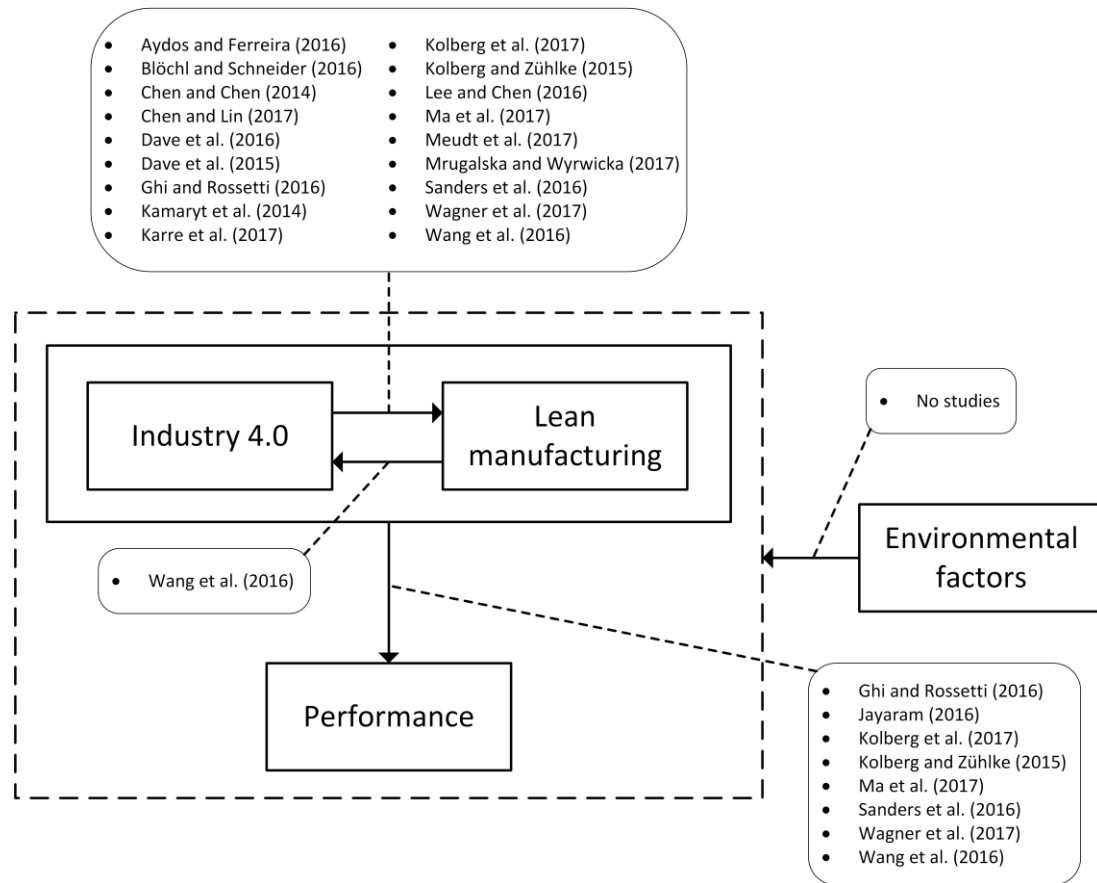 • Aydos and Ferreira (2016)
• Blöchl and Schneider (2016)
• Chen and Chen (2014)
• Chen and Lin (2017)
• Dave et al. (2016)
• Dave et al. (2015)
• Ghi and Rossetti (2016)
• Kamaryt et al. (2014)
• Karre et al. (2017)
• Kolberg et al. (2017)
• Kolberg and Zühlke (2015)
• Lee and Chen (2016)
• Ma et al. (2017)
• Meudt et al. (2017)
• Mrugalska and Wyrwicka (2017)
• Sanders et al. (2016)
• Wagner et al. (2017)
• Wang et al. (2016)
Industry 4.0
Lean
manufacturing
• No studies
Environmental
factors
• Wang et al. (2016)
Performance
• Ghi and Rossetti (2016)
• Jayaram (2016)
• Kolberg et al. (2017)
• Kolberg and Zühlke (2015)
• Ma et al. (2017)
• Sanders et al. (2016)
• Wagner et al. (2017)
• Wang et al. (2016)